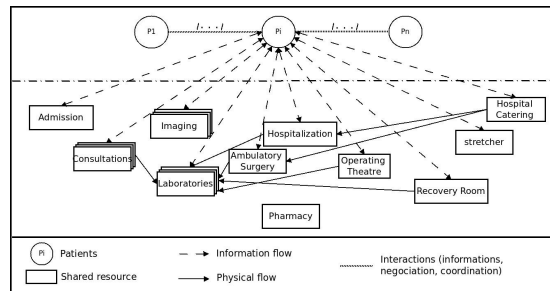 P1
/. . ./
Pi
/. . ./
Pn
Admission
Imaging
Hospital
Catering
Hospitalization
stretcher
Consultations
Ambulatory
Surgery
Operating
Theatre
Laboratories
Recovery Room
Pharmacy
Pi
Patients
Information flow
Interactions (informations,
negociation, coordination)
Shared resource
Physical flow